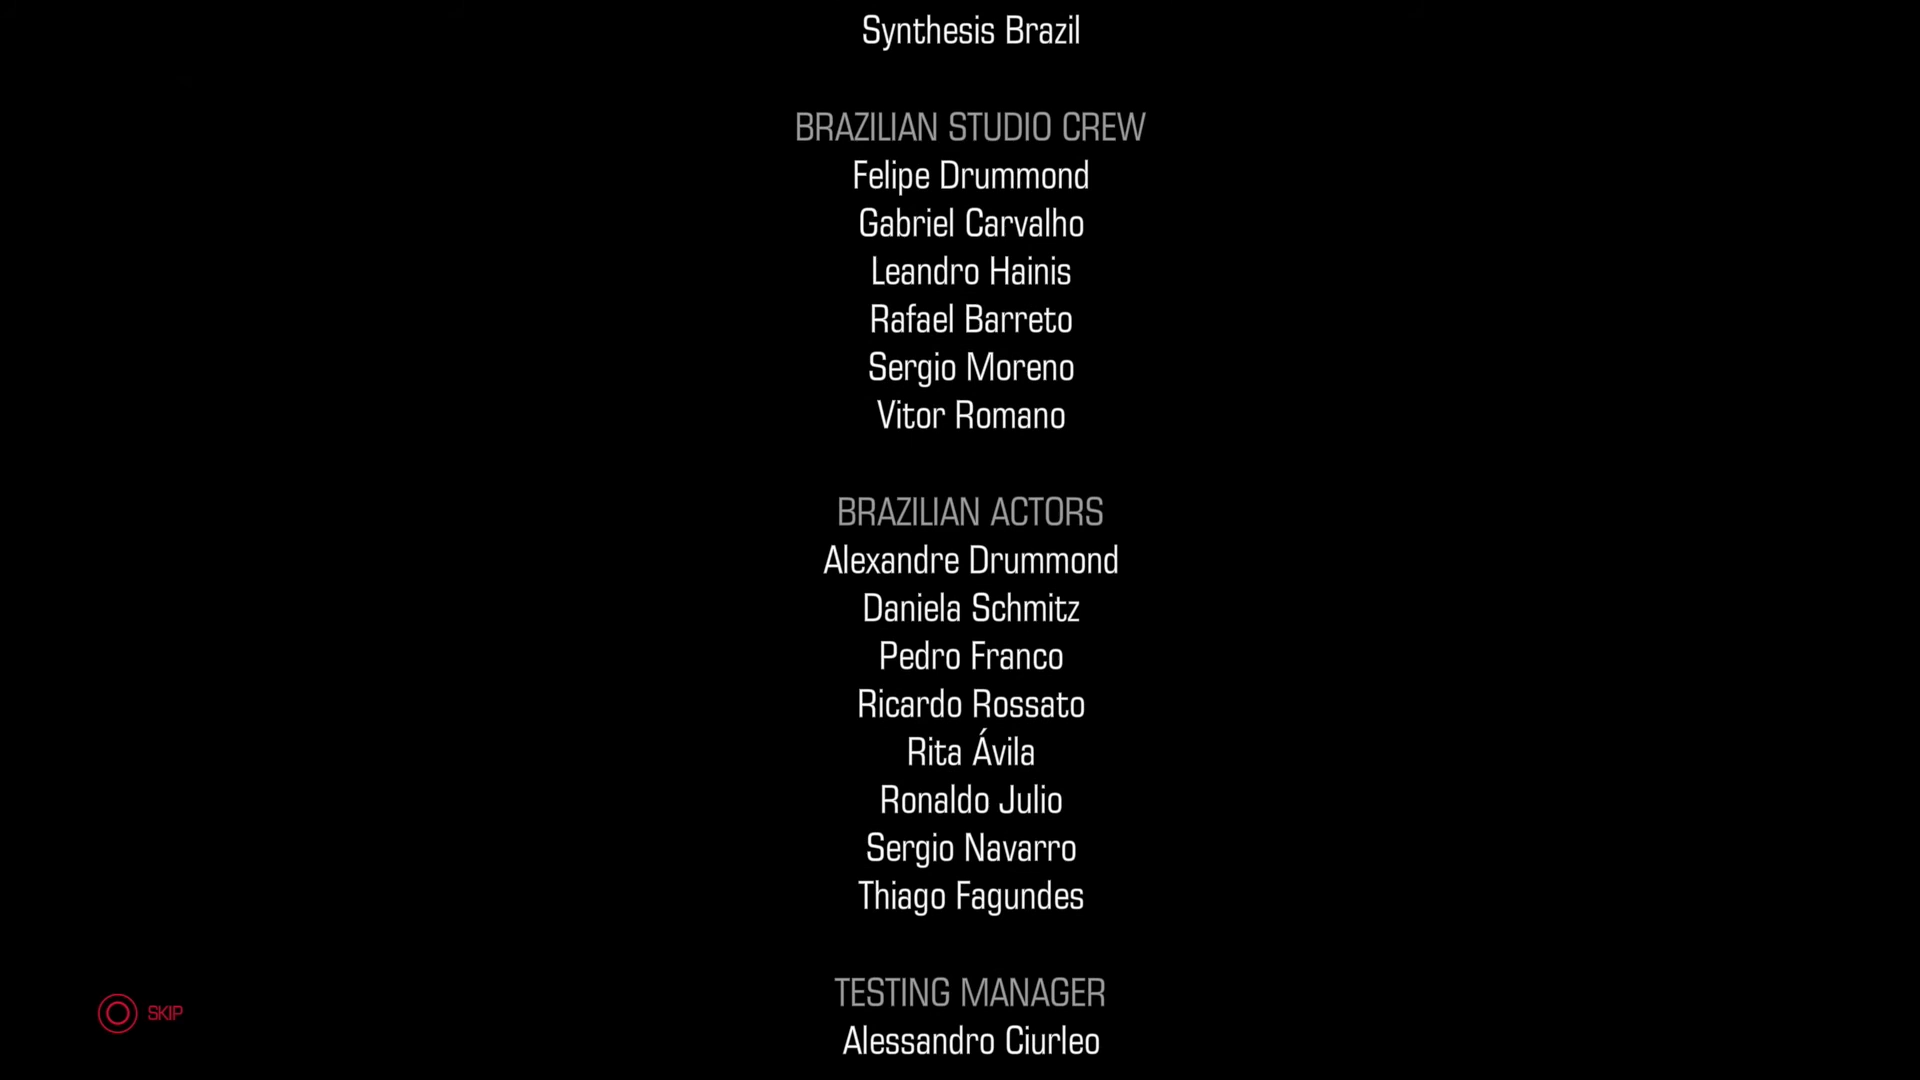 Synthesis Brazil
BRAZILIAN STUDIO CREW
Felipe Drummond
Gabriel Carvalho
Leandro Hainis
Rafael Barreto
Sergio Moreno
Vitor Romano
BRAZILIAN ACTORS
Alexandre Drummond
Daniela Schmitz
Pedro Franco
Ricardo Rossato
Rita Ávila
Ronaldo Julio
Sergio Navarro
Thiago Fagundes
TESTING MANAGER
Alessandro Ciurleo
SKIP